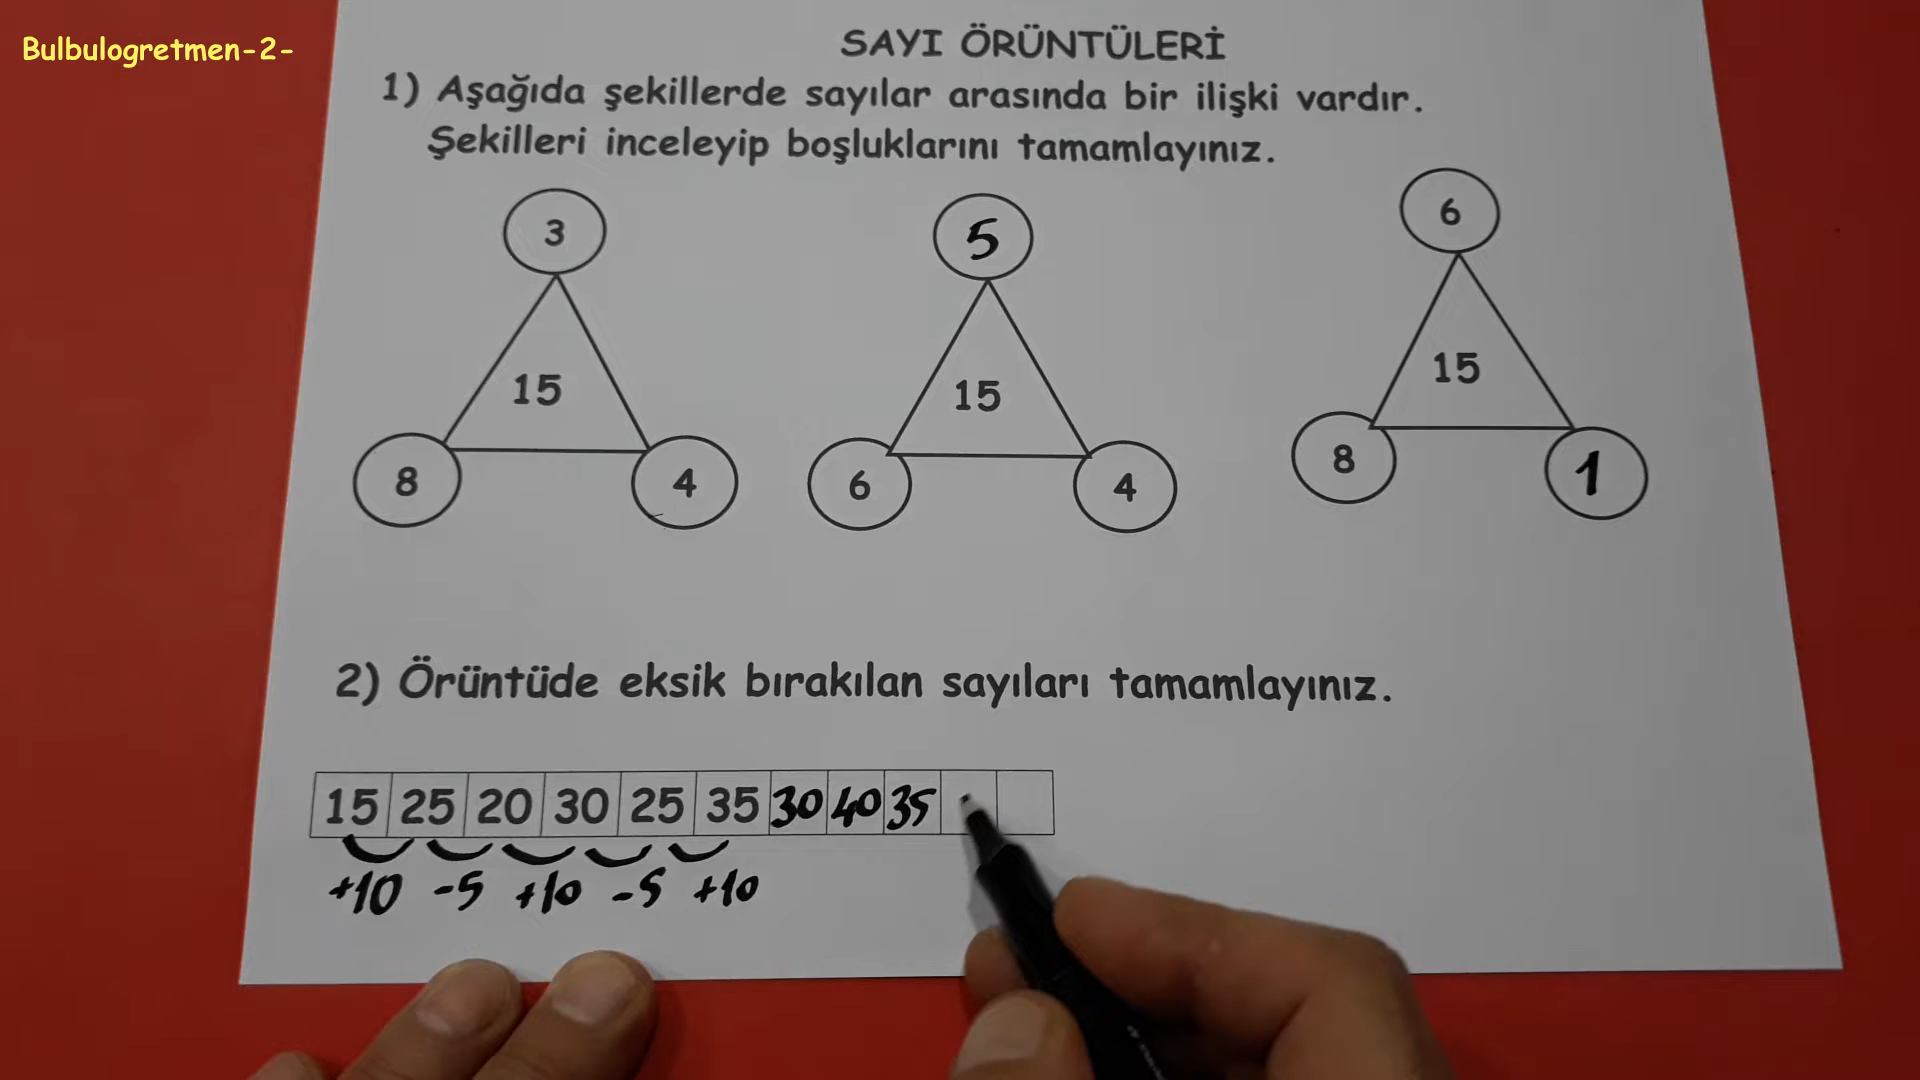 Bulbulogretmen-2-
SAYI ÖRÜNTÜLERİ
1) Aşağıda şekillerde sayılar arasında bir ilişki vardır.
Şekilleri inceleyip boşluklarını tamamlayınız.
3
15
8
4
5
15
6
4
6
15
8
1
2) Örüntüde eksik bırakılan sayıları tamamlayınız.
15 25 20 30 25 35 30 40 35
+10 -5 +10 -5 +10